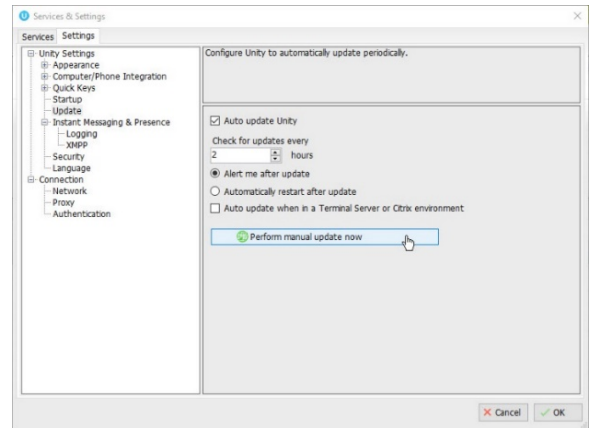 Services & Settings
Services Settings
Unity Settings
Appearance
Computer/Phone Integration
Quick Keys
Startup
Update
Instant Messaging & Presence
Logging
XMPP
Security
Language
Connection
Network
Proxy
Authentication
Configure Unity to automatically update periodically.
Auto update Unity
Check for updates every
2 hours
Alert me after update
Automatically restart after update
Auto update when in a Terminal Server or Citrix environment
Perform manual update now
Cancel OK